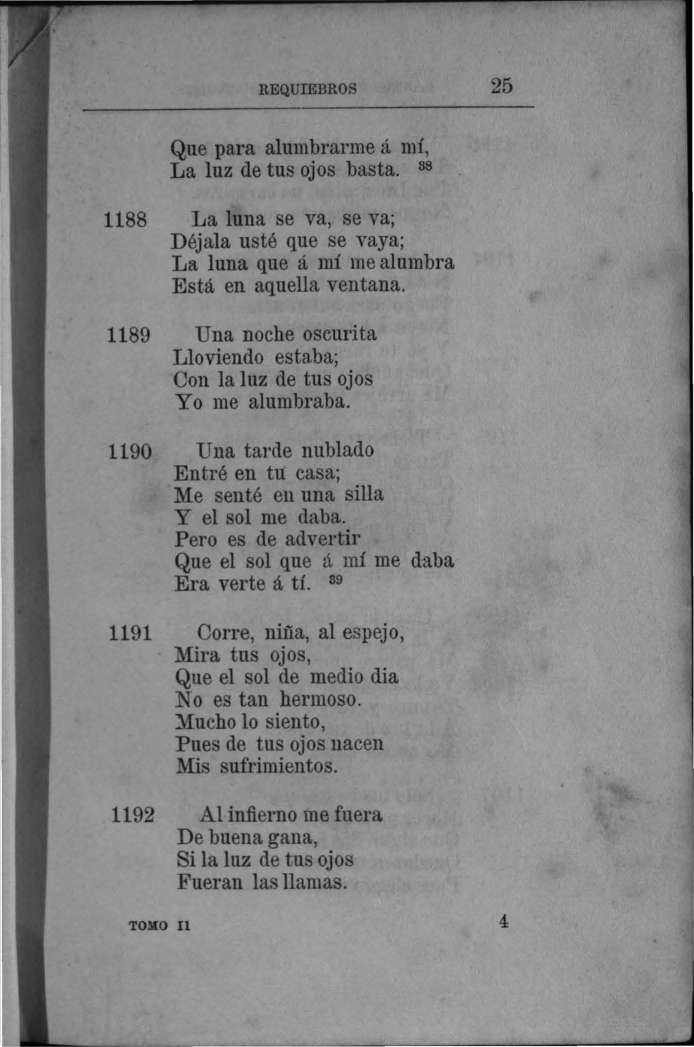 REQUIEBROS 25
Que para alumbrarme á mí,
La luz de tus ojos basta. 38
1188 La luna se va, se va;
Déjala usté que se vaya;
La luna que á mí me alumbra
Está en aquella ventana.
1189 Una noche oscurita
Lloviendo estaba;
Con la luz de tus ojos
Yo me alumbraba.
1190 Una tarde nublado
Entré en tu casa;
Me senté en una silla
Y el sol me daba.
Pero es de advertir
Que el sol que á mí me daba
Era verte á tí. 39
1191 Corre, niña, al espejo,
Mira tus ojos,
Que el sol de medio dia
No es tan hermoso.
Mucho lo siento,
Pues de tus ojos nacen
Mis sufrimientos.
1192 Al infierno me fuera
De buena gana,
Si la luz de tus ojos
Fueran las llamas.
TOMO II 4